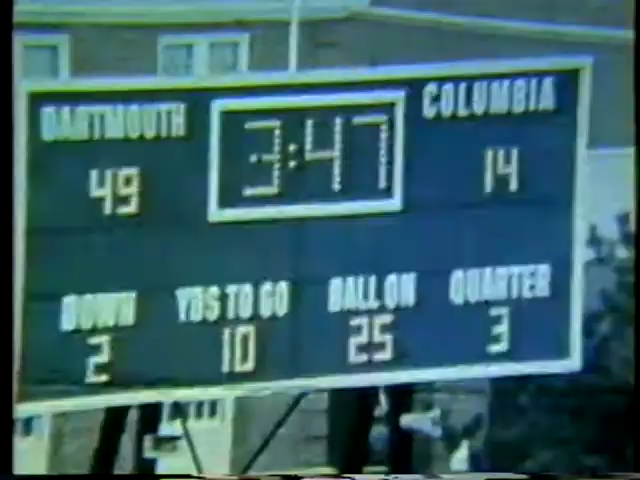 DARTMOUTH 3:47 COLUMBIA
49 14
DOWN YDS TO GO BALL ON QUARTER
2 10 25 3